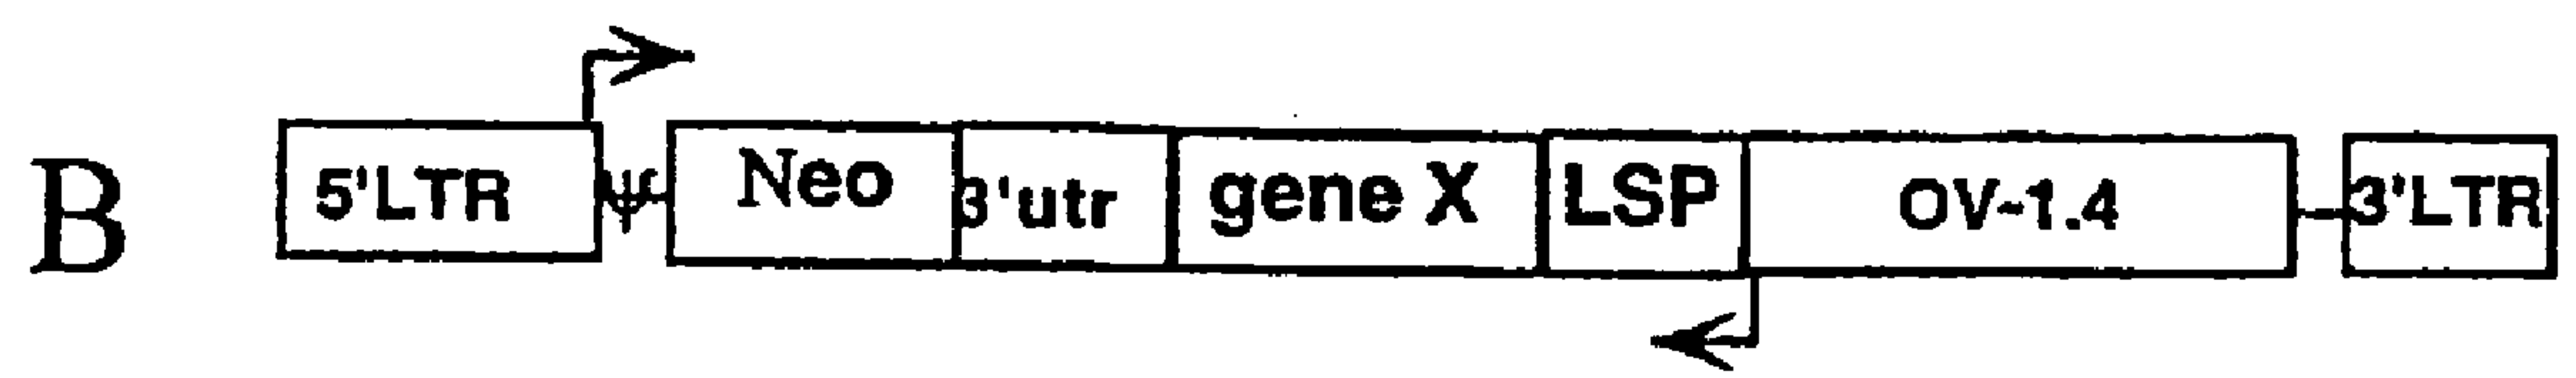 B 5'LTR ψ Neo 3'utr gene X LSP OV-1.4 3'LTR